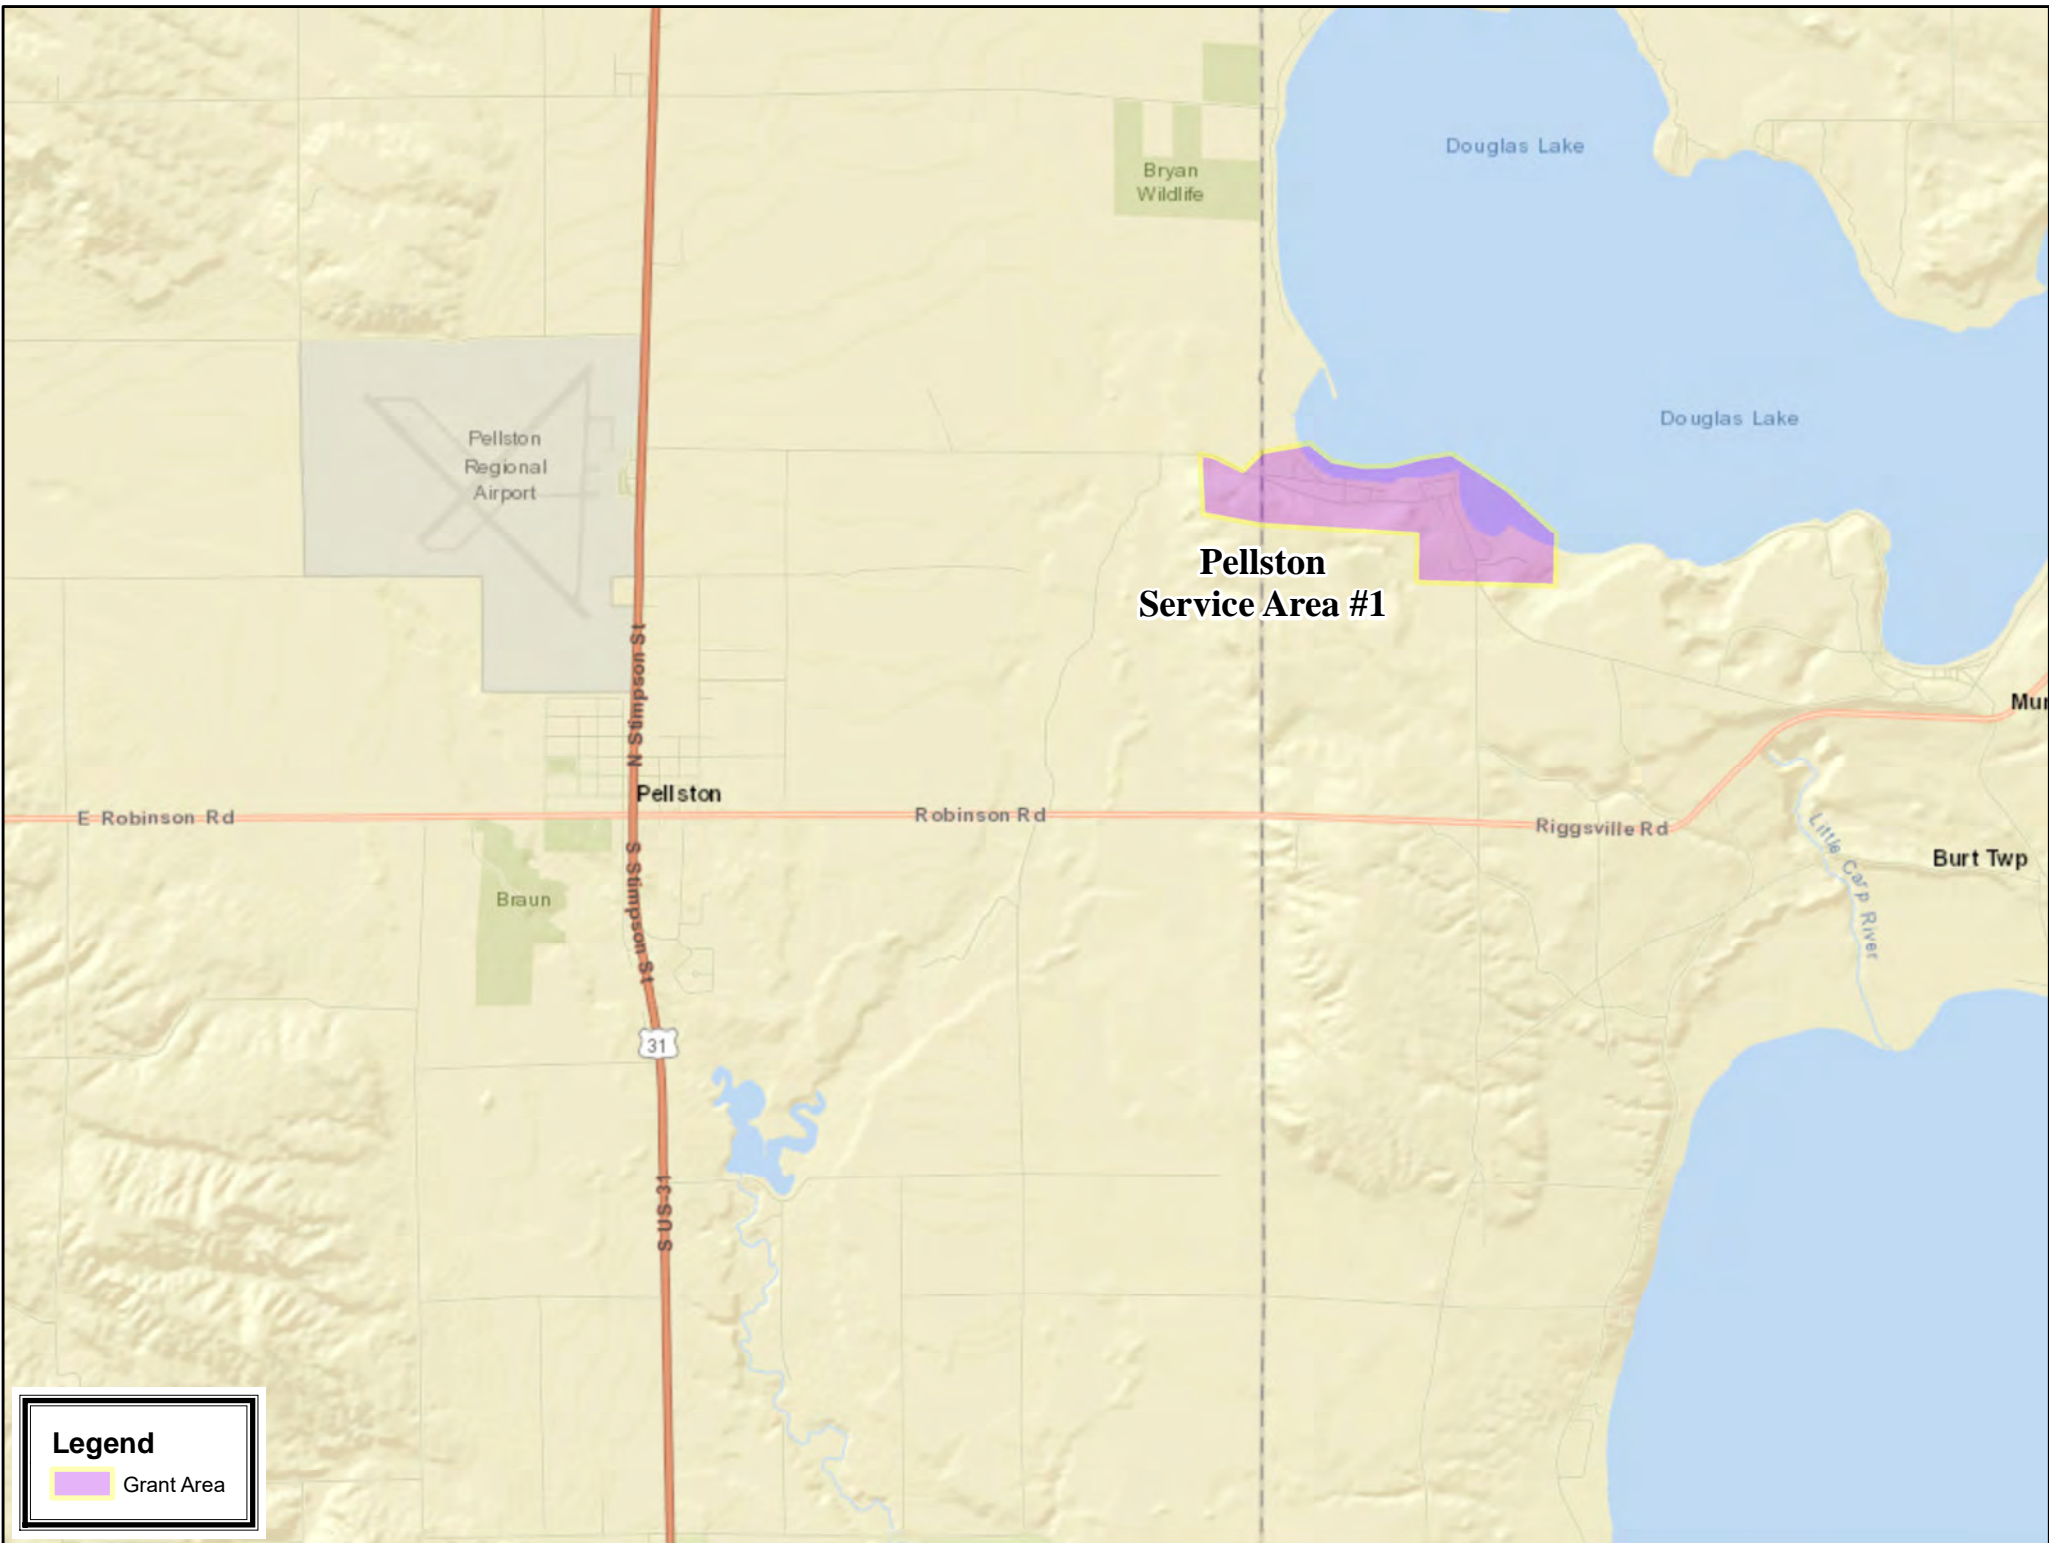 Douglas Lake
Bryan
Wildlife
Douglas Lake
Pellston
Regional
Airport
Pellston
Service Area #1
N Stimpson St
Mur
Pellston
E Robinson Rd
Robinson Rd
Riggsville Rd
Little Carp River
Burt Twp
S Stimpson St
Braun
31
S US-31
Legend
Grant Area